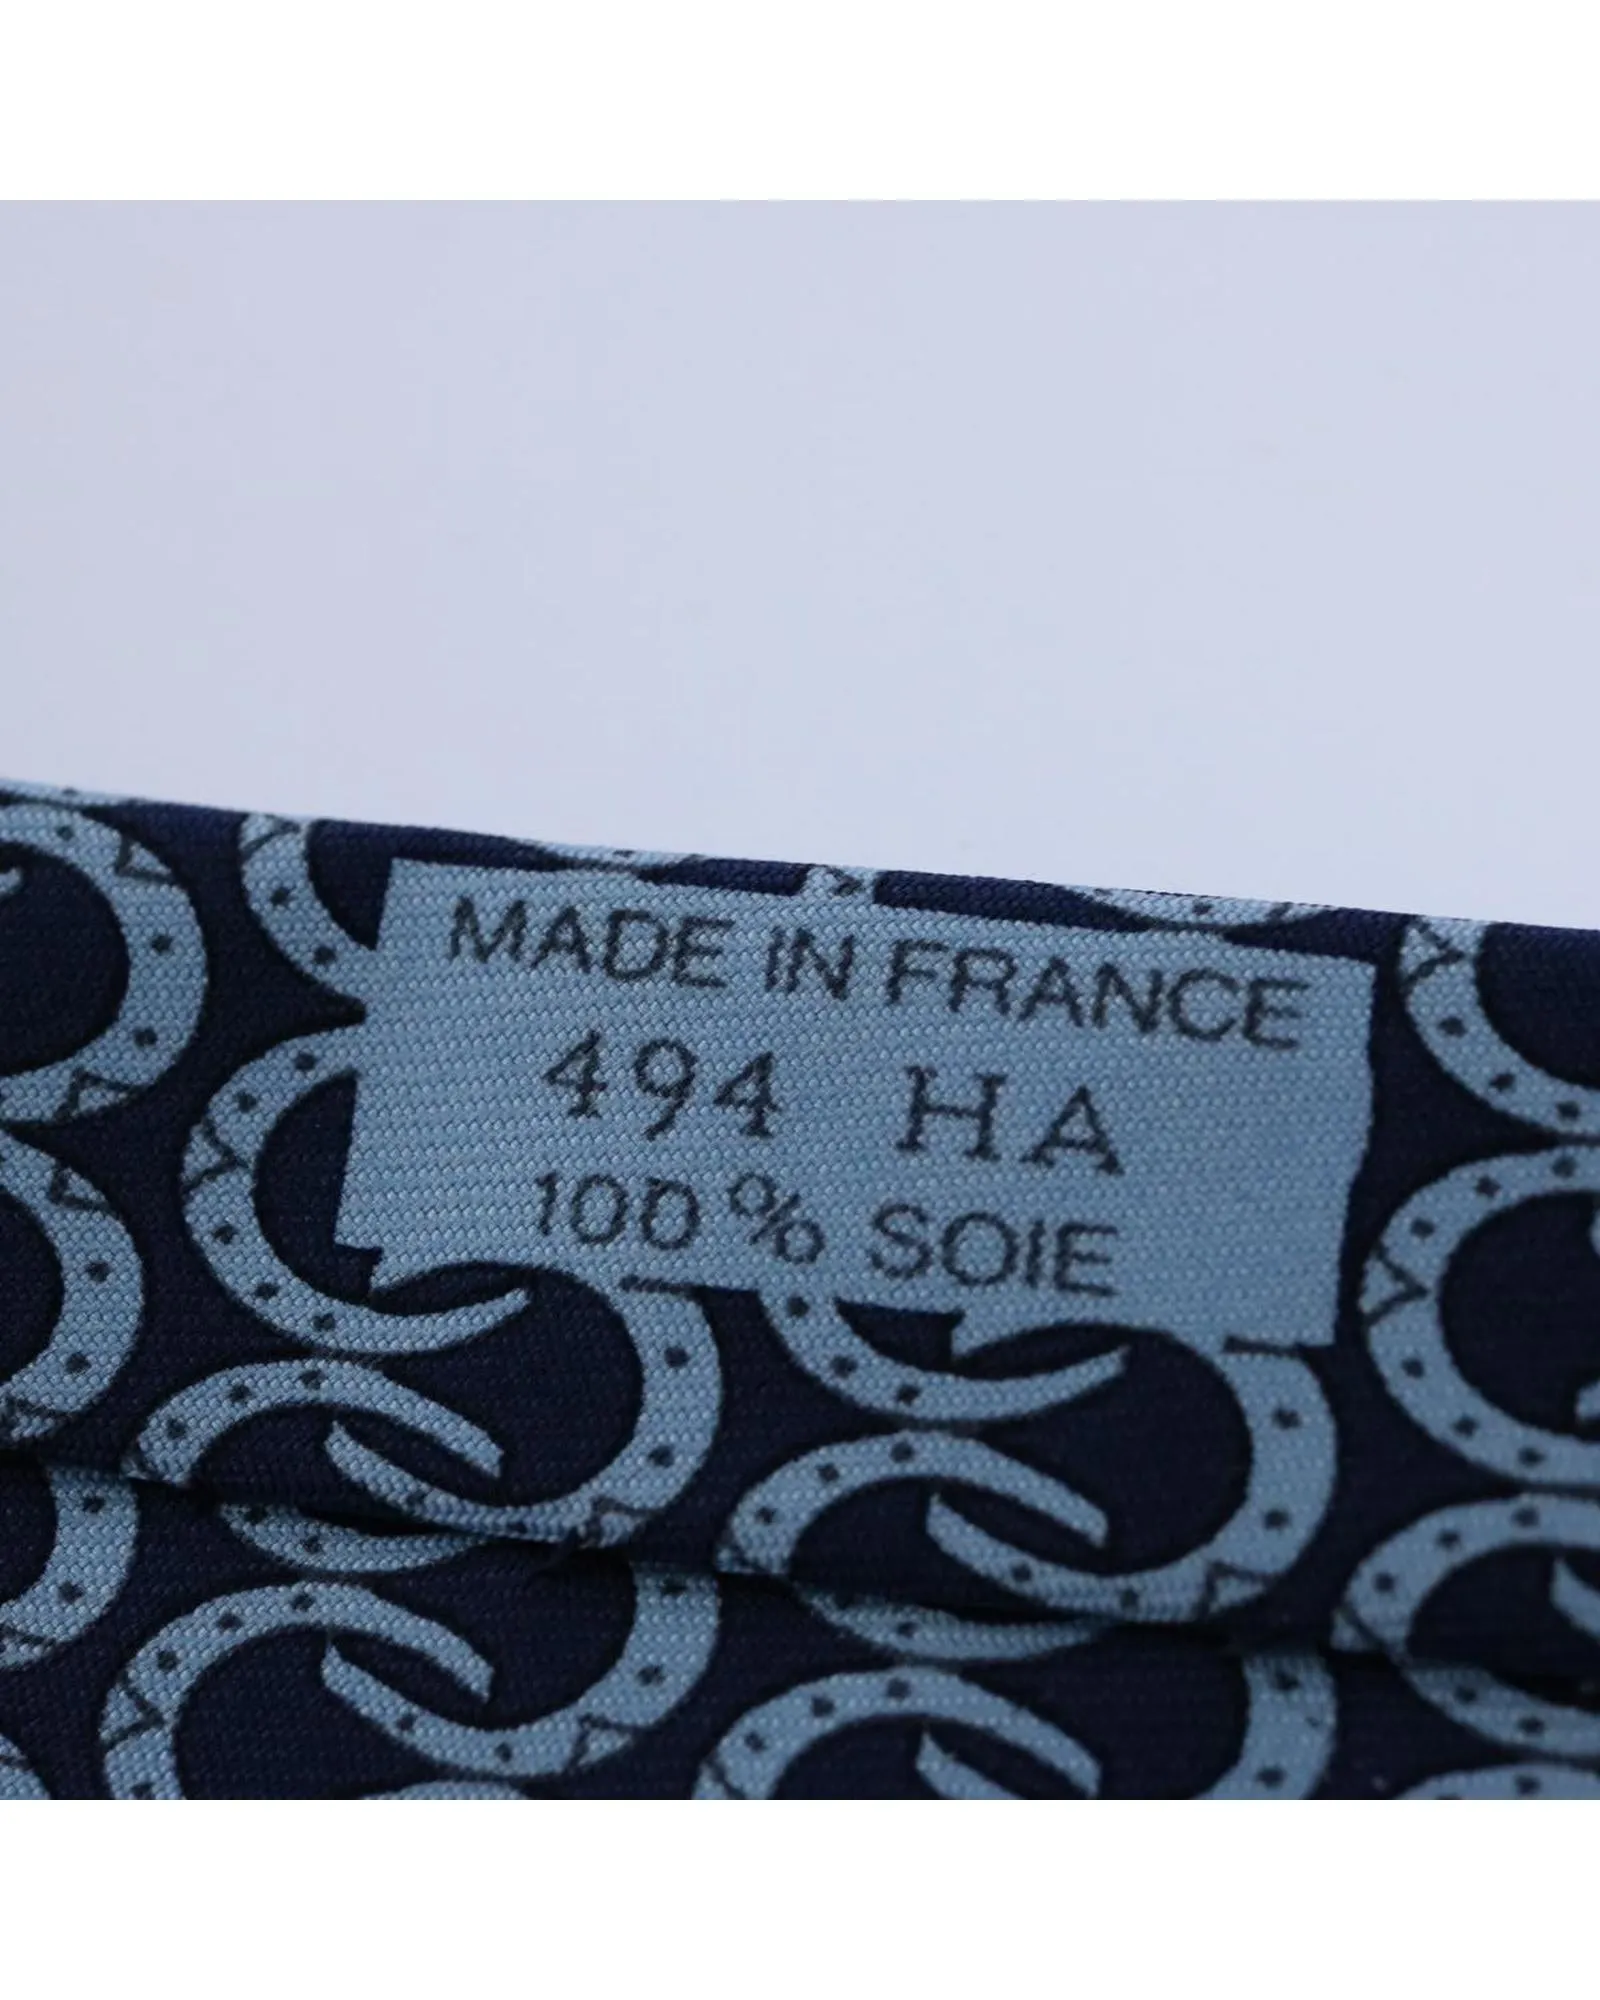 MADE IN FRANCE
494 HA
100% SOIE